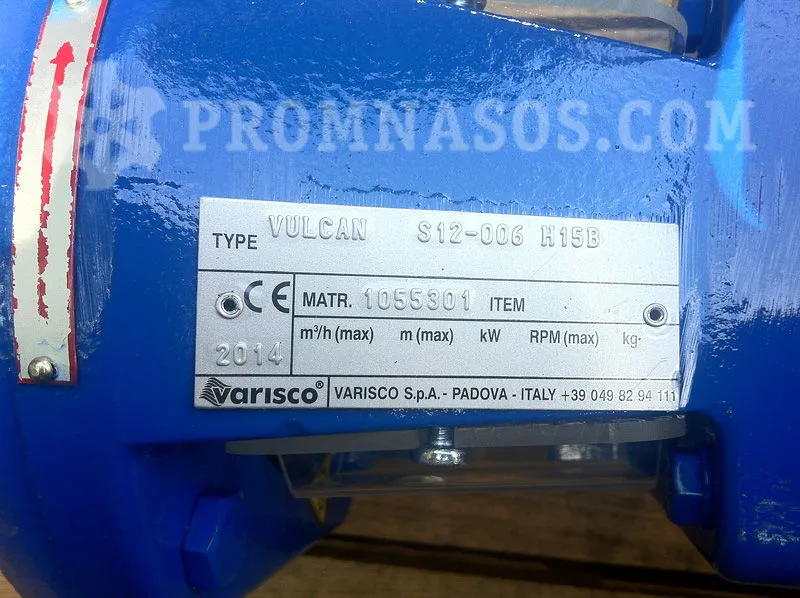 PROMNASOS.COM
TYPE VULCAN S12-006 H15B
CE MATR. 1055301 ITEM
m³/h (max) m (max) kW RPM (max) kg.
2014
varisco® VARISCO S.p.A. - PADOVA - ITALY +39 049 82 94 111